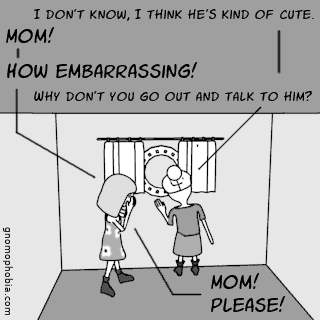 I DON'T KNOW, I THINK HE'S KIND OF CUTE.
MOM!
HOW EMBARRASSING!
WHY DON'T YOU GO OUT AND TALK TO HIM?
MOM!
PLEASE!
gnomophobia.com